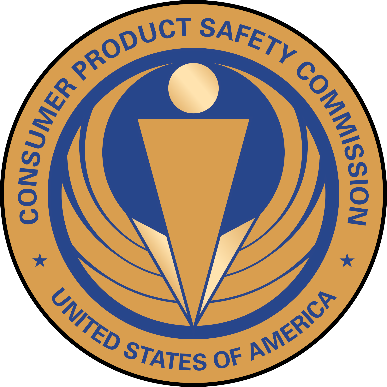 CONSUMER PRODUCT SAFETY COMMISSION
UNITED STATES OF AMERICA